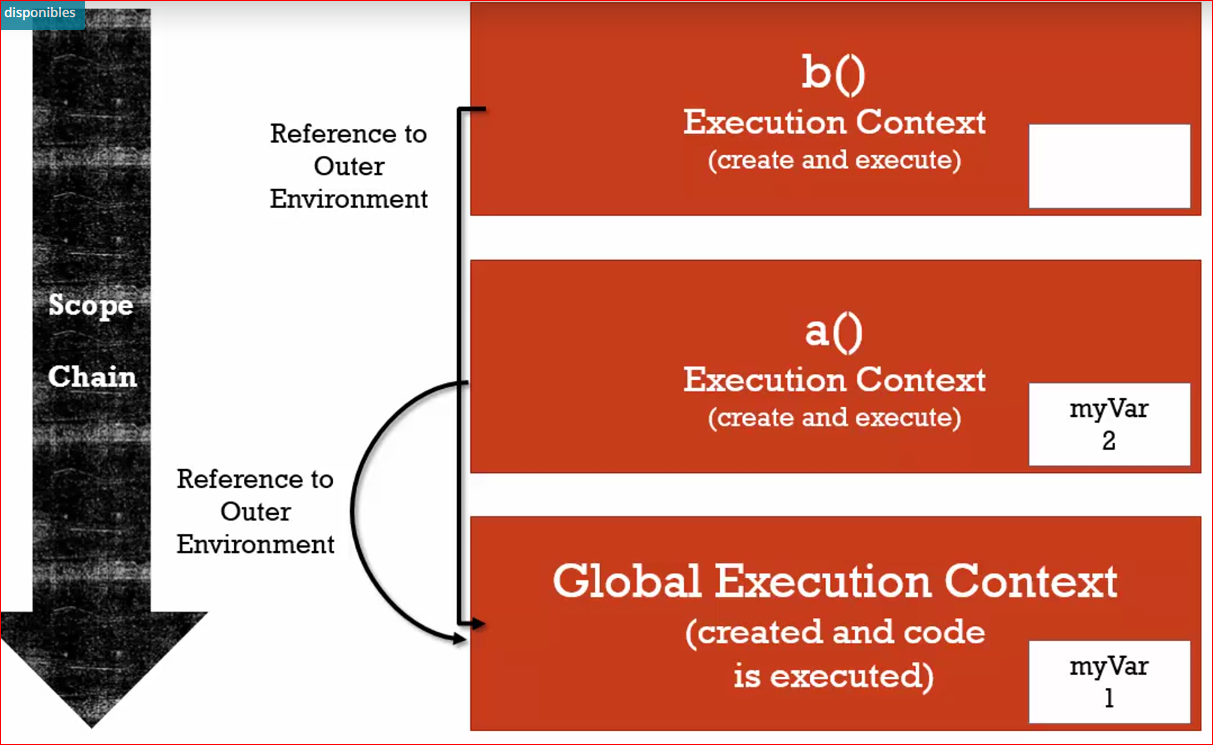 disponibles
b()
Execution Context
(create and execute)
Reference to
Outer
Environment
Scope
Chain
a()
Execution Context
(create and execute)
myVar
2
Reference to
Outer
Environment
Global Execution Context
(created and code
is executed)
myVar
1